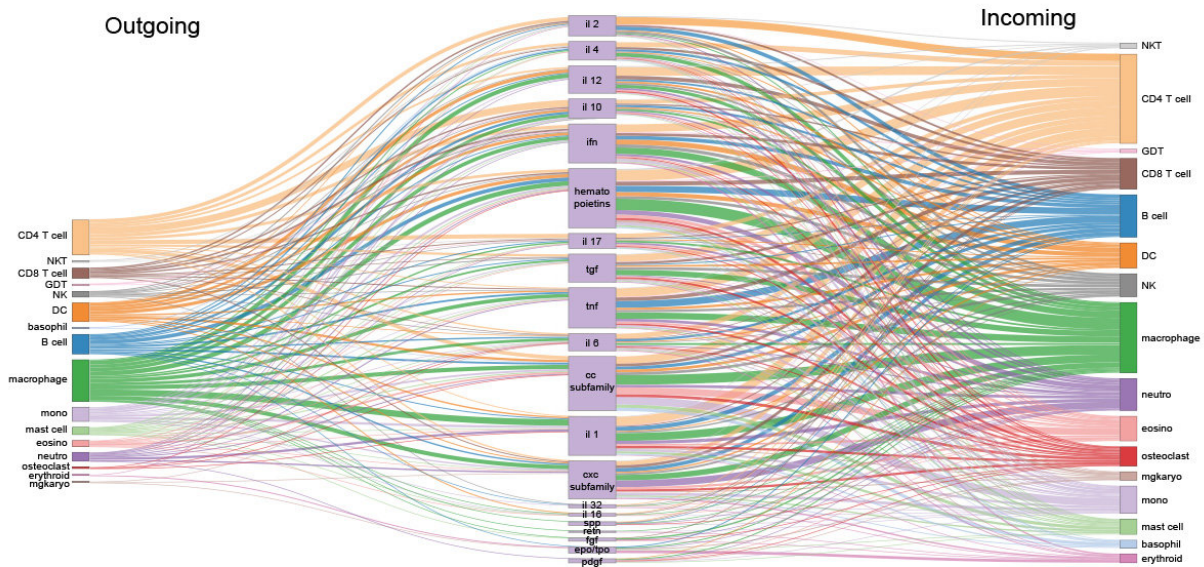 Outgoing
Incoming
CD4 T cell
NKT
CD8 T cell
GDT
NK
DC
basophil
B cell
macrophage
mono
mast cell
eosino
neutro
osteoclast
erythroid
mgkaryo
il 2
il 4
il 12
il 10
ifn
hemato
poietins
il 17
tgf
tnf
il 6
cc
subfamily
il 1
cxc
subfamily
il 32
il 16
spp
retn
fgf
epo/tpo
pdgf
NKT
CD4 T cell
GDT
CD8 T cell
B cell
DC
NK
macrophage
neutro
eosino
osteoclast
mgkaryo
mono
mast cell
basophil
erythroid